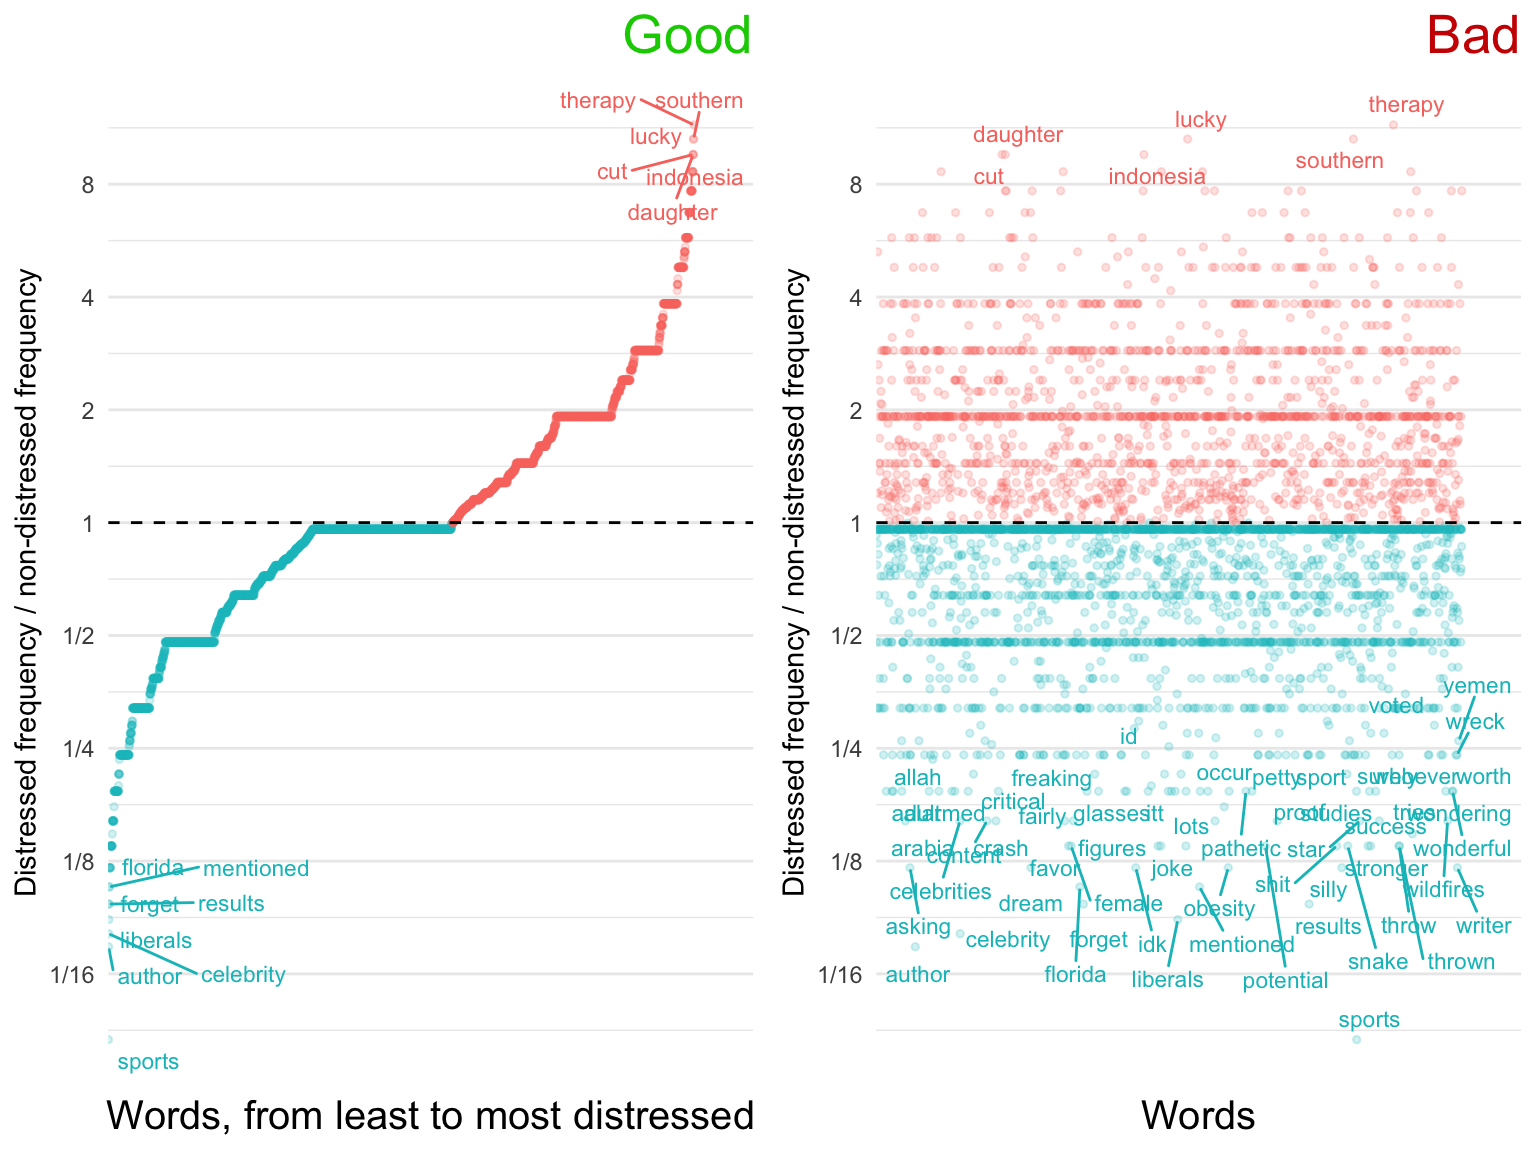 Good
Distressed frequency / non-distressed frequency
therapy southern
lucky
cut indonesia
daughter
8
4
2
1
1/2
1/4
1/8
1/16
florida mentioned
forget results
liberals
author celebrity
sports
Words, from least to most distressed
Bad
Distressed frequency / non-distressed frequency
therapy
lucky
daughter
southern
cut indonesia
8
4
2
1
1/2
1/4
1/8
1/16
yemen
voted
wreck
id
allah freaking occur petty sport surely webever worth
critical
adult armed fairly glasses itt proof studies tries wondering
lots success
arabia content crash figures pathetic star wonderful
favor joke stronger
celebrities shit silly wildfires
dream female obesity
asking results throw writer
celebrity forget idk mentioned
snake thrown
author florida liberals potential
sports
Words